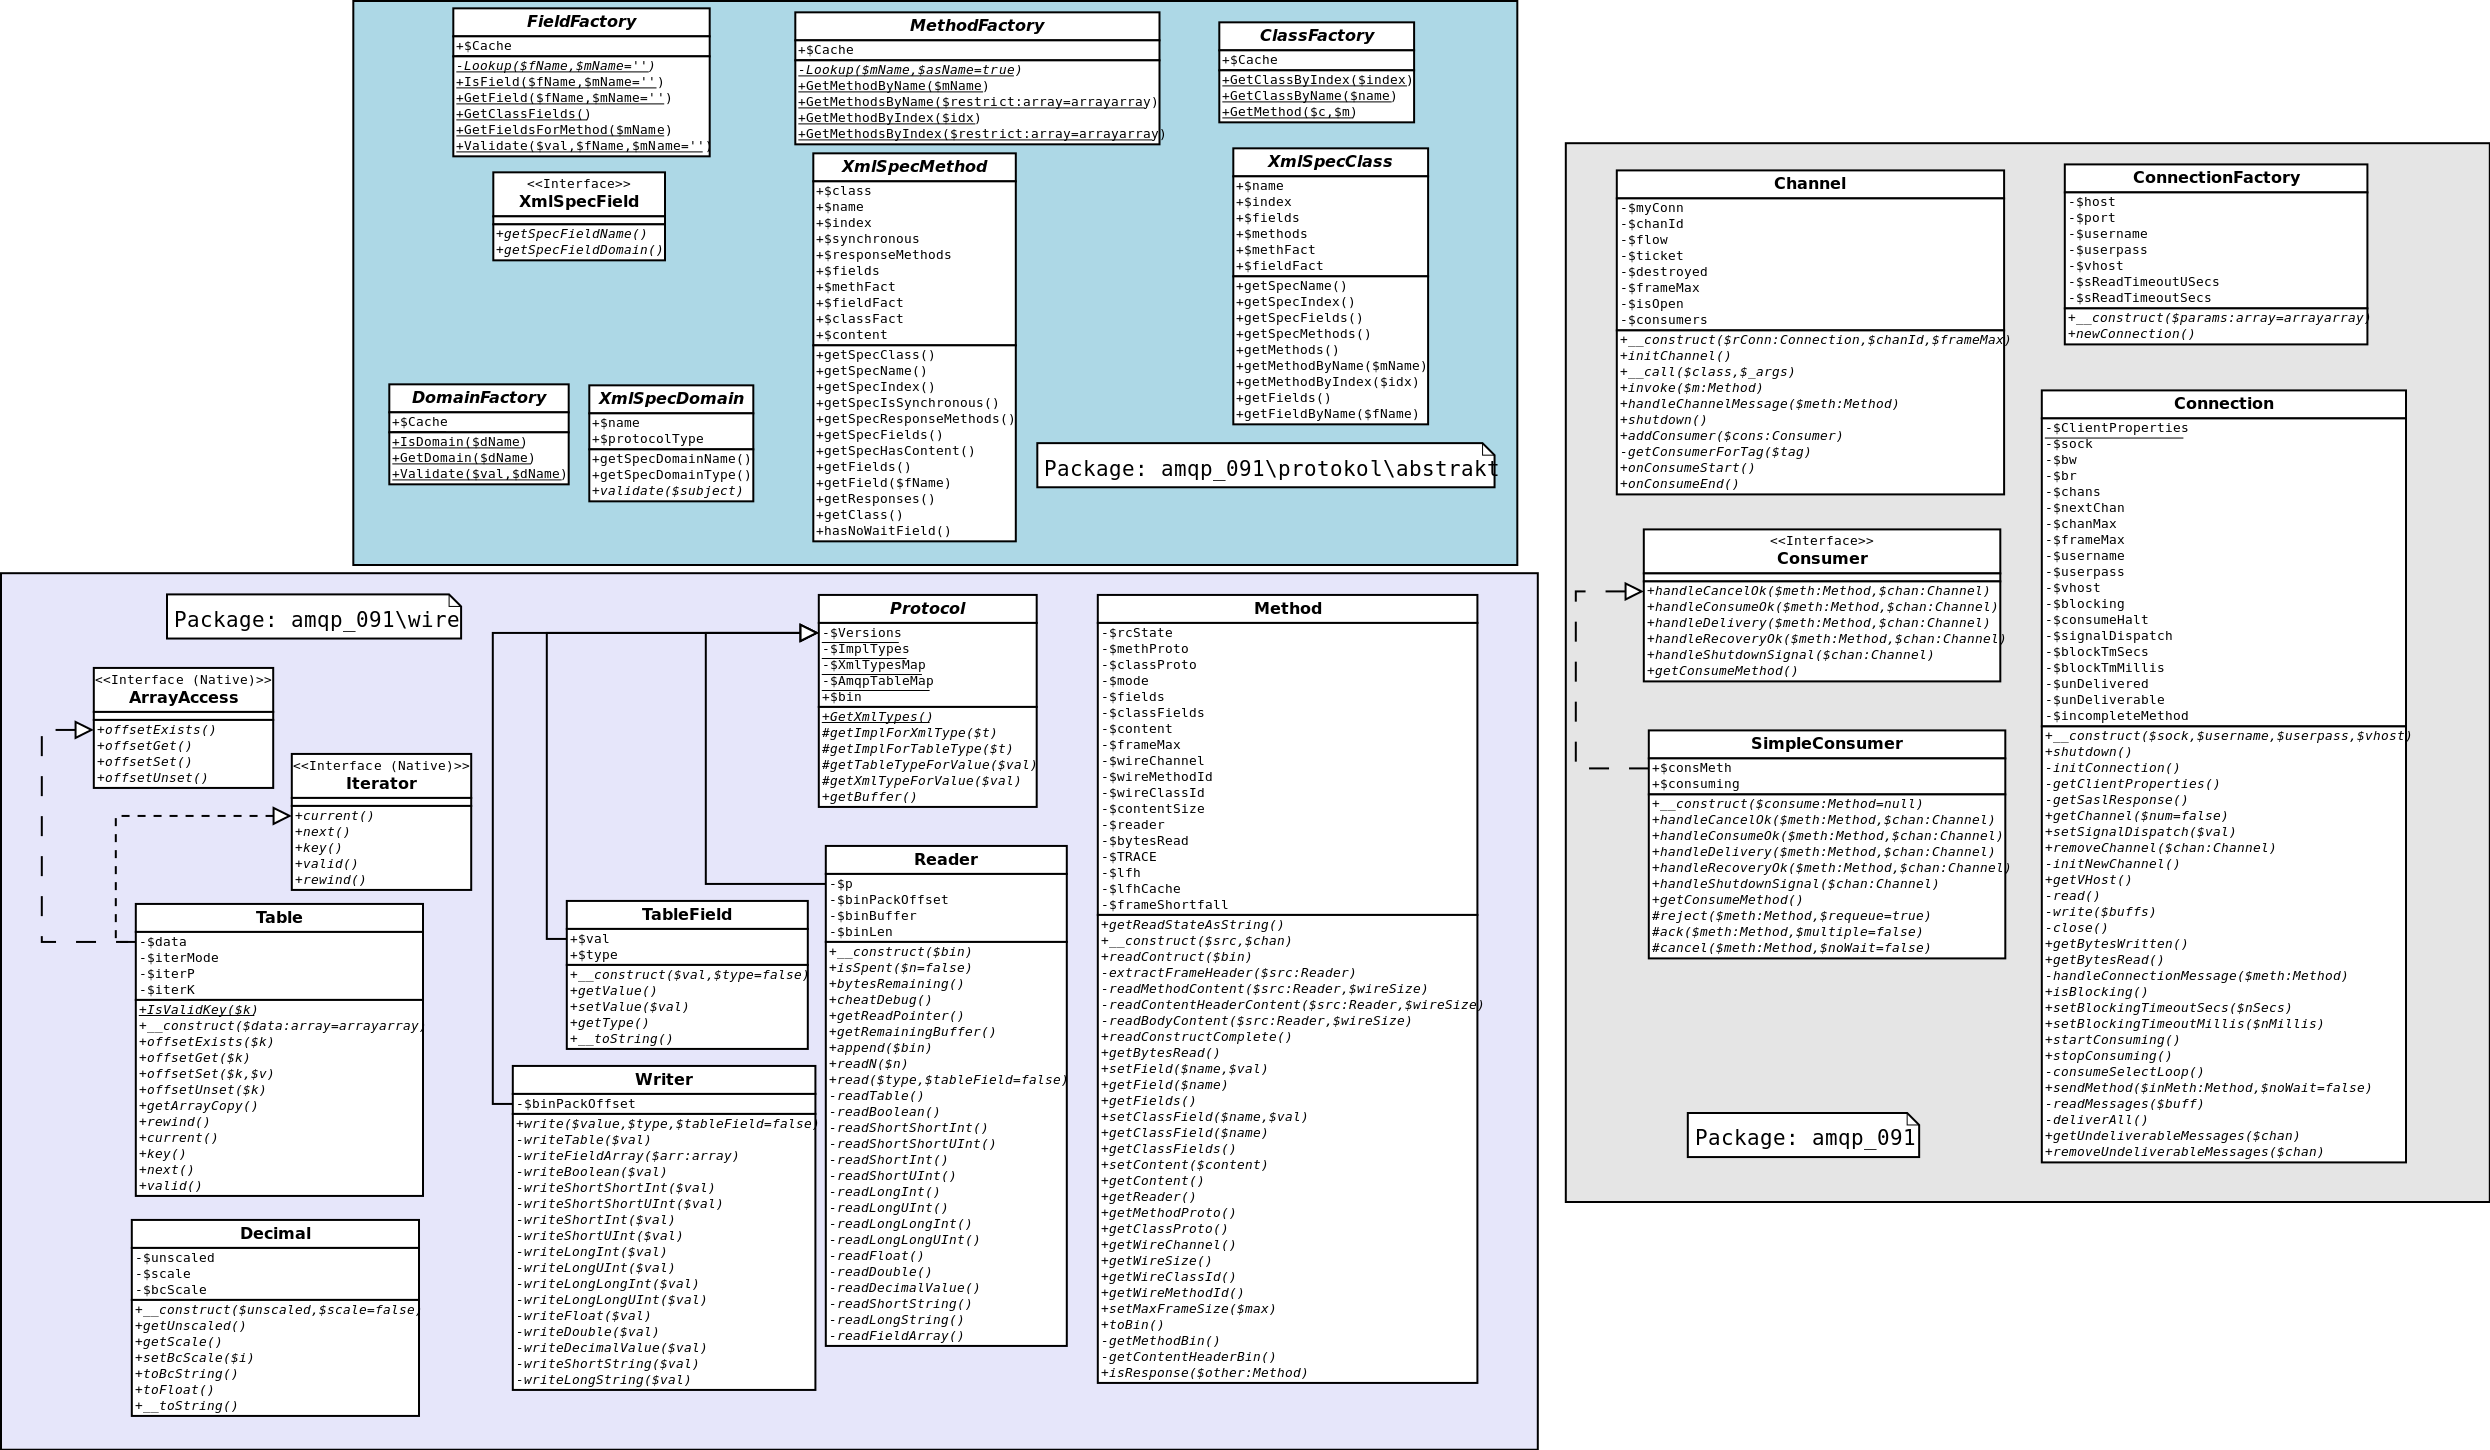 FieldFactory
+$Cache
-Lookup($fName,$mName='')
+IsField($fName,$mName='')
+GetField($fName,$mName='')
+GetClassFields()
+GetFieldsForMethod($mName)
+Validate($val,$fName,$mName='')
MethodFactory
+$Cache
-Lookup($mName,$asName=true)
+GetMethodByName($mName)
+GetMethodsByName($restrict:array=arrayarray)
+GetMethodByIndex($idx)
+GetMethodsByIndex($restrict:array=arrayarray)
ClassFactory
+$Cache
+GetClassByIndex($index)
+GetClassByName($name)
+GetMethod($c,$m)
<<Interface>>
XmlSpecField
+getSpecFieldName()
+getSpecFieldDomain()
XmlSpecMethod
+$class
+$name
+$index
+$synchronous
+$responseMethods
+$fields
+$methFact
+$fieldFact
+$classFact
+$content
+getSpecClass()
+getSpecName()
+getSpecIndex()
+getSpecIsSynchronous()
+getSpecResponseMethods()
+getSpecFields()
+getSpecHasContent()
+getFields()
+getField($fName)
+getResponses()
+getClass()
+hasNoWaitField()
XmlSpecClass
+$name
+$index
+$fields
+$methods
+$methFact
+$fieldFact
+getSpecName()
+getSpecIndex()
+getSpecFields()
+getSpecMethods()
+getMethods()
+getMethodByName($mName)
+getMethodByIndex($idx)
+getFields()
+getFieldByName($fName)
DomainFactory
+$Cache
+IsDomain($dName)
+GetDomain($dName)
+Validate($val,$dName)
XmlSpecDomain
+$name
+$protocolType
+getSpecDomainName()
+getSpecDomainType()
+validate($subject)
Package: amqp_091\protokol\abstrakt
Channel
-$myConn
-$chanId
-$flow
-$ticket
-$destroyed
-$frameMax
-$isOpen
-$consumers
+__construct($rConn:Connection,$chanId,$frameMax)
+initChannel()
+__call($class,$_args)
+invoke($m:Method)
+handleChannelMessage($meth:Method)
+shutdown()
+addConsumer($cons:Consumer)
-getConsumerForTag($tag)
+onConsumeStart()
+onConsumeEnd()
ConnectionFactory
-$host
-$port
-$username
-$userpass
-$vhost
-$sReadTimeoutUSecs
-$sReadTimeoutSecs
+__construct($params:array=arrayarray)
+newConnection()
<<Interface>>
Consumer
+handleCancelOk($meth:Method,$chan:Channel)
+handleConsumeOk($meth:Method,$chan:Channel)
+handleDelivery($meth:Method,$chan:Channel)
+handleRecoveryOk($meth:Method,$chan:Channel)
+handleShutdownSignal($chan:Channel)
+getConsumeMethod()
SimpleConsumer
+$consMeth
+$consuming
+__construct($consume:Method=null)
+handleCancelOk($meth:Method,$chan:Channel)
+handleConsumeOk($meth:Method,$chan:Channel)
+handleDelivery($meth:Method,$chan:Channel)
+handleRecoveryOk($meth:Method,$chan:Channel)
+handleShutdownSignal($chan:Channel)
+getConsumeMethod()
#reject($meth:Method,$requeue=true)
#ack($meth:Method,$multiple=false)
#cancel($meth:Method,$noWait=false)
Connection
-$ClientProperties
-$sock
-$bw
-$br
-$chans
-$nextChan
-$chanMax
-$frameMax
-$username
-$userpass
-$vhost
-$blocking
-$consumeHalt
-$signalDispatch
-$blockTmSecs
-$blockTmMillis
-$unDelivered
-$unDeliverable
-$incompleteMethod
+__construct($sock,$username,$userpass,$vhost)
+shutdown()
-initConnection()
-getClientProperties()
-getSaslResponse()
+getChannel($num=false)
+setSignalDispatch($val)
+removeChannel($chan:Channel)
-initNewChannel()
+getVHost()
-read()
-write($buffs)
-close()
+getBytesWritten()
+getBytesRead()
-handleConnectionMessage($meth:Method)
+isBlocking()
+setBlockingTimeoutSecs($nSecs)
+setBlockingTimeoutMillis($nMillis)
+startConsuming()
+stopConsuming()
-consumeSelectLoop()
+sendMethod($inMeth:Method,$noWait=false)
-readMessages($buff)
-deliverAll()
+getUndeliverableMessages($chan)
+removeUndeliverableMessages($chan)
Package: amqp_091
Package: amqp_091\wire
<<Interface (Native)>>
ArrayAccess
+offsetExists()
+offsetGet()
+offsetSet()
+offsetUnset()
<<Interface (Native)>>
Iterator
+current()
+next()
+key()
+valid()
+rewind()
Table
-$data
-$iterMode
-$iterP
-$iterK
+IsValidKey($k)
+__construct($data:array=arrayarray)
+offsetExists($k)
+offsetGet($k)
+offsetSet($k,$v)
+offsetUnset($k)
+getArrayCopy()
+rewind()
+current()
+key()
+next()
+valid()
Decimal
-$unscaled
-$scale
-$bcScale
+__construct($unscaled,$scale=false)
+getUnscaled()
+getScale()
+setBcScale($i)
+toBcString()
+toFloat()
+__toString()
TableField
+$val
+$type
+__construct($val,$type=false)
+getValue()
+setValue($val)
+getType()
+__toString()
Writer
-$binPackOffset
+write($value,$type,$tableField=false)
-writeTable($val)
-writeFieldArray($arr:array)
-writeBoolean($val)
-writeShortShortInt($val)
-writeShortShortUInt($val)
-writeShortInt($val)
-writeShortUInt($val)
-writeLongInt($val)
-writeLongUInt($val)
-writeLongLongInt($val)
-writeLongLongUInt($val)
-writeFloat($val)
-writeDouble($val)
-writeDecimalValue($val)
-writeShortString($val)
-writeLongString($val)
Protocol
-$Versions
-$ImplTypes
-$XmlTypesMap
-$AmqpTableMap
+$bin
+GetXmlTypes()
#getImplForXmlType($t)
#getImplForTableType($t)
#getTableTypeForValue($val)
#getXmlTypeForValue($val)
+getBuffer()
Reader
-$p
-$binPackOffset
-$binBuffer
-$binLen
+__construct($bin)
+isSpent($n=false)
+bytesRemaining()
+cheatDebug()
+getReadPointer()
+getRemainingBuffer()
+append($bin)
+readN($n)
+read($type,$tableField=false)
-readTable()
-readBoolean()
-readShortShortInt()
-readShortShortUInt()
-readShortInt()
-readShortUInt()
-readLongInt()
-readLongUInt()
-readLongLongInt()
-readLongLongUInt()
-readFloat()
-readDouble()
-readDecimalValue()
-readShortString()
-readLongString()
-readFieldArray()
Method
-$rcState
-$methProto
-$classProto
-$mode
-$fields
-$classFields
-$content
-$frameMax
-$wireChannel
-$wireMethodId
-$wireClassId
-$contentSize
-$reader
-$bytesRead
-$TRACE
-$lfh
-$lfhCache
-$frameShortfall
+getReadStateAsString()
+__construct($src,$chan)
+readContruct($bin)
-extractFrameHeader($src:Reader)
-readMethodContent($src:Reader,$wireSize)
-readContentHeaderContent($src:Reader,$wireSize)
-readBodyContent($src:Reader,$wireSize)
+readConstructComplete()
+getBytesRead()
+setField($name,$val)
+getField($name)
+getFields()
+setClassField($name,$val)
+getClassField($name)
+getClassFields()
+setContent($content)
+getContent()
+getReader()
+getMethodProto()
+getClassProto()
+getWireChannel()
+getWireSize()
+getWireClassId()
+getWireMethodId()
+setMaxFrameSize($max)
+toBin()
-getMethodBin()
-getContentHeaderBin()
+isResponse($other:Method)